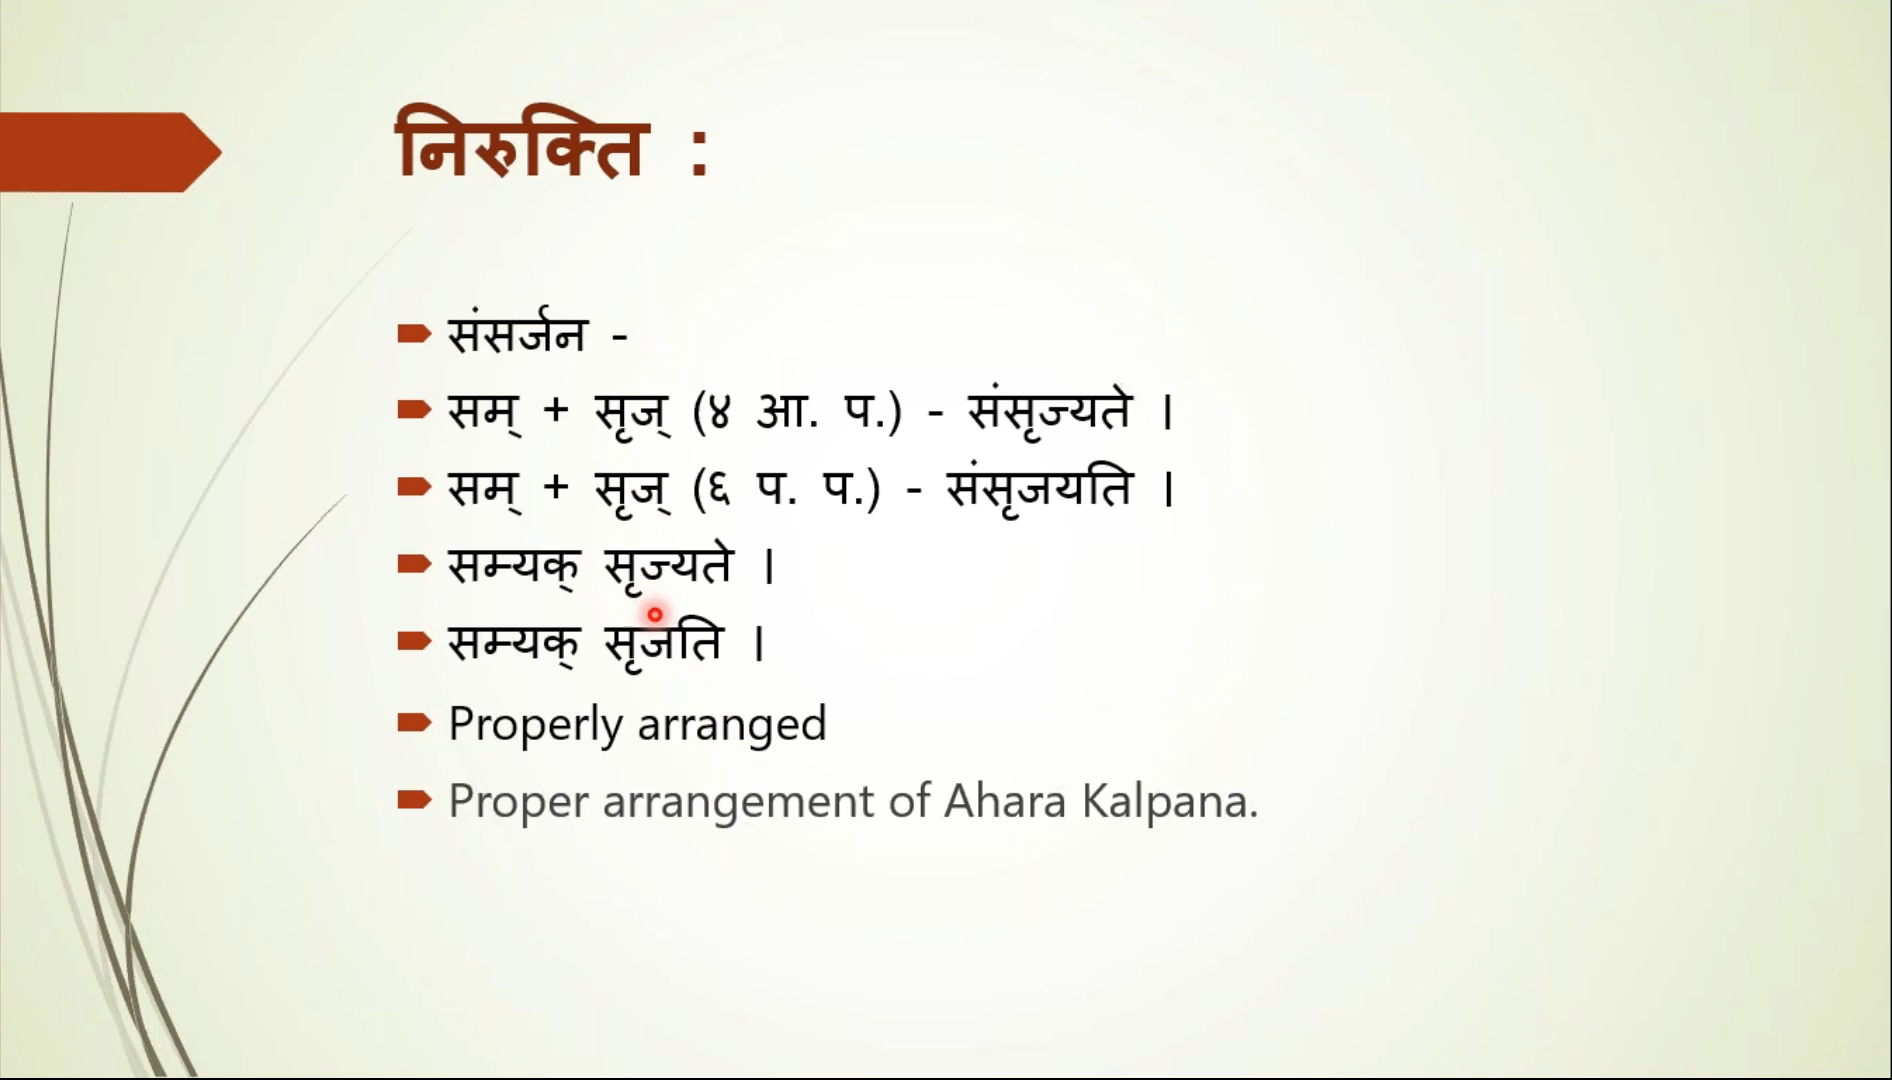 निरुक्ति :
संसर्जन -
सम् + सृज् (४ आ. प.) - संसृज्यते ।
सम् + सृज् (६ प. प.) - संसृजयति ।
सम्यक् सृज्यते ।
सम्यक् सृजति ।
Properly arranged
Proper arrangement of Ahara Kalpana.